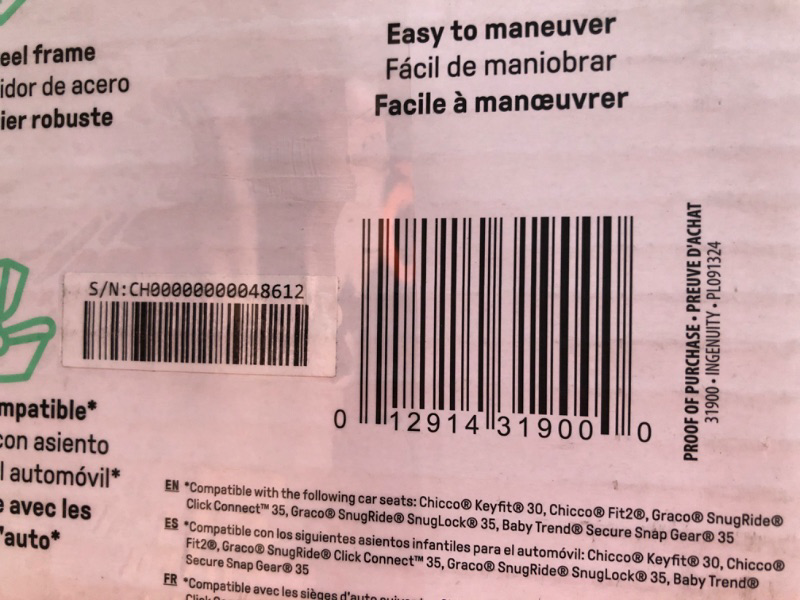 eel frame
idor de acero
ier robuste
Easy to maneuver
Fácil de maniobrar
Facile à manœuvrer
S/N:CH00000000048612
0 12914 31900 0
PROOF OF PURCHASE • PREUVE D'ACHAT
31900 • INGENUITY • PL091324
mpatible*
con asiento
l automóvil*
e avec les
'auto*
EN *Compatible with the following car seats: Chicco® Keyfit® 30, Chicco® Fit2®, Graco® SnugRide®
Click Connect™ 35, Graco® SnugRide® SnugLock® 35, Baby Trend® Secure Snap Gear® 35
ES *Compatible con los siguientes asientos infantiles para el automóvil: Chicco® Keyfit® 30, Chicco®
Fit2®, Graco® SnugRide® Click Connect™ 35, Graco® SnugRide® SnugLock® 35, Baby Trend®
Secure Snap Gear® 35
FR *Compatible avec les sièges d'auto